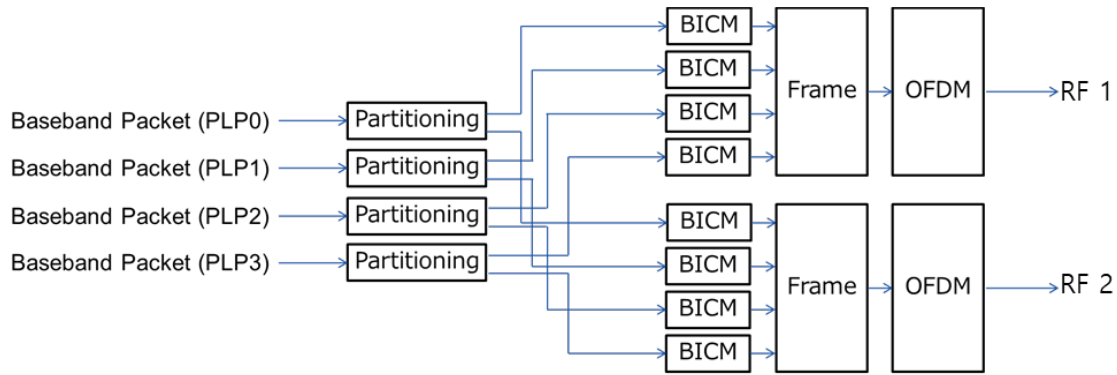 BICM
BICM
BICM
BICM
Frame
OFDM
RF 1
Baseband Packet (PLP0)
Partitioning
Baseband Packet (PLP1)
Partitioning
Baseband Packet (PLP2)
Partitioning
Baseband Packet (PLP3)
Partitioning
BICM
BICM
BICM
BICM
Frame
OFDM
RF 2